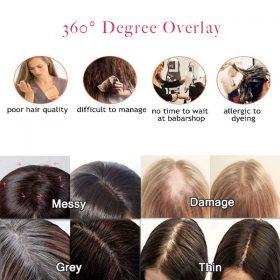 360° Degree Overlay
poor hair quality
difficult to manage
no time to wait
at babarshop
allergic to
dyeing
Messy
Damage
Grey
Thin